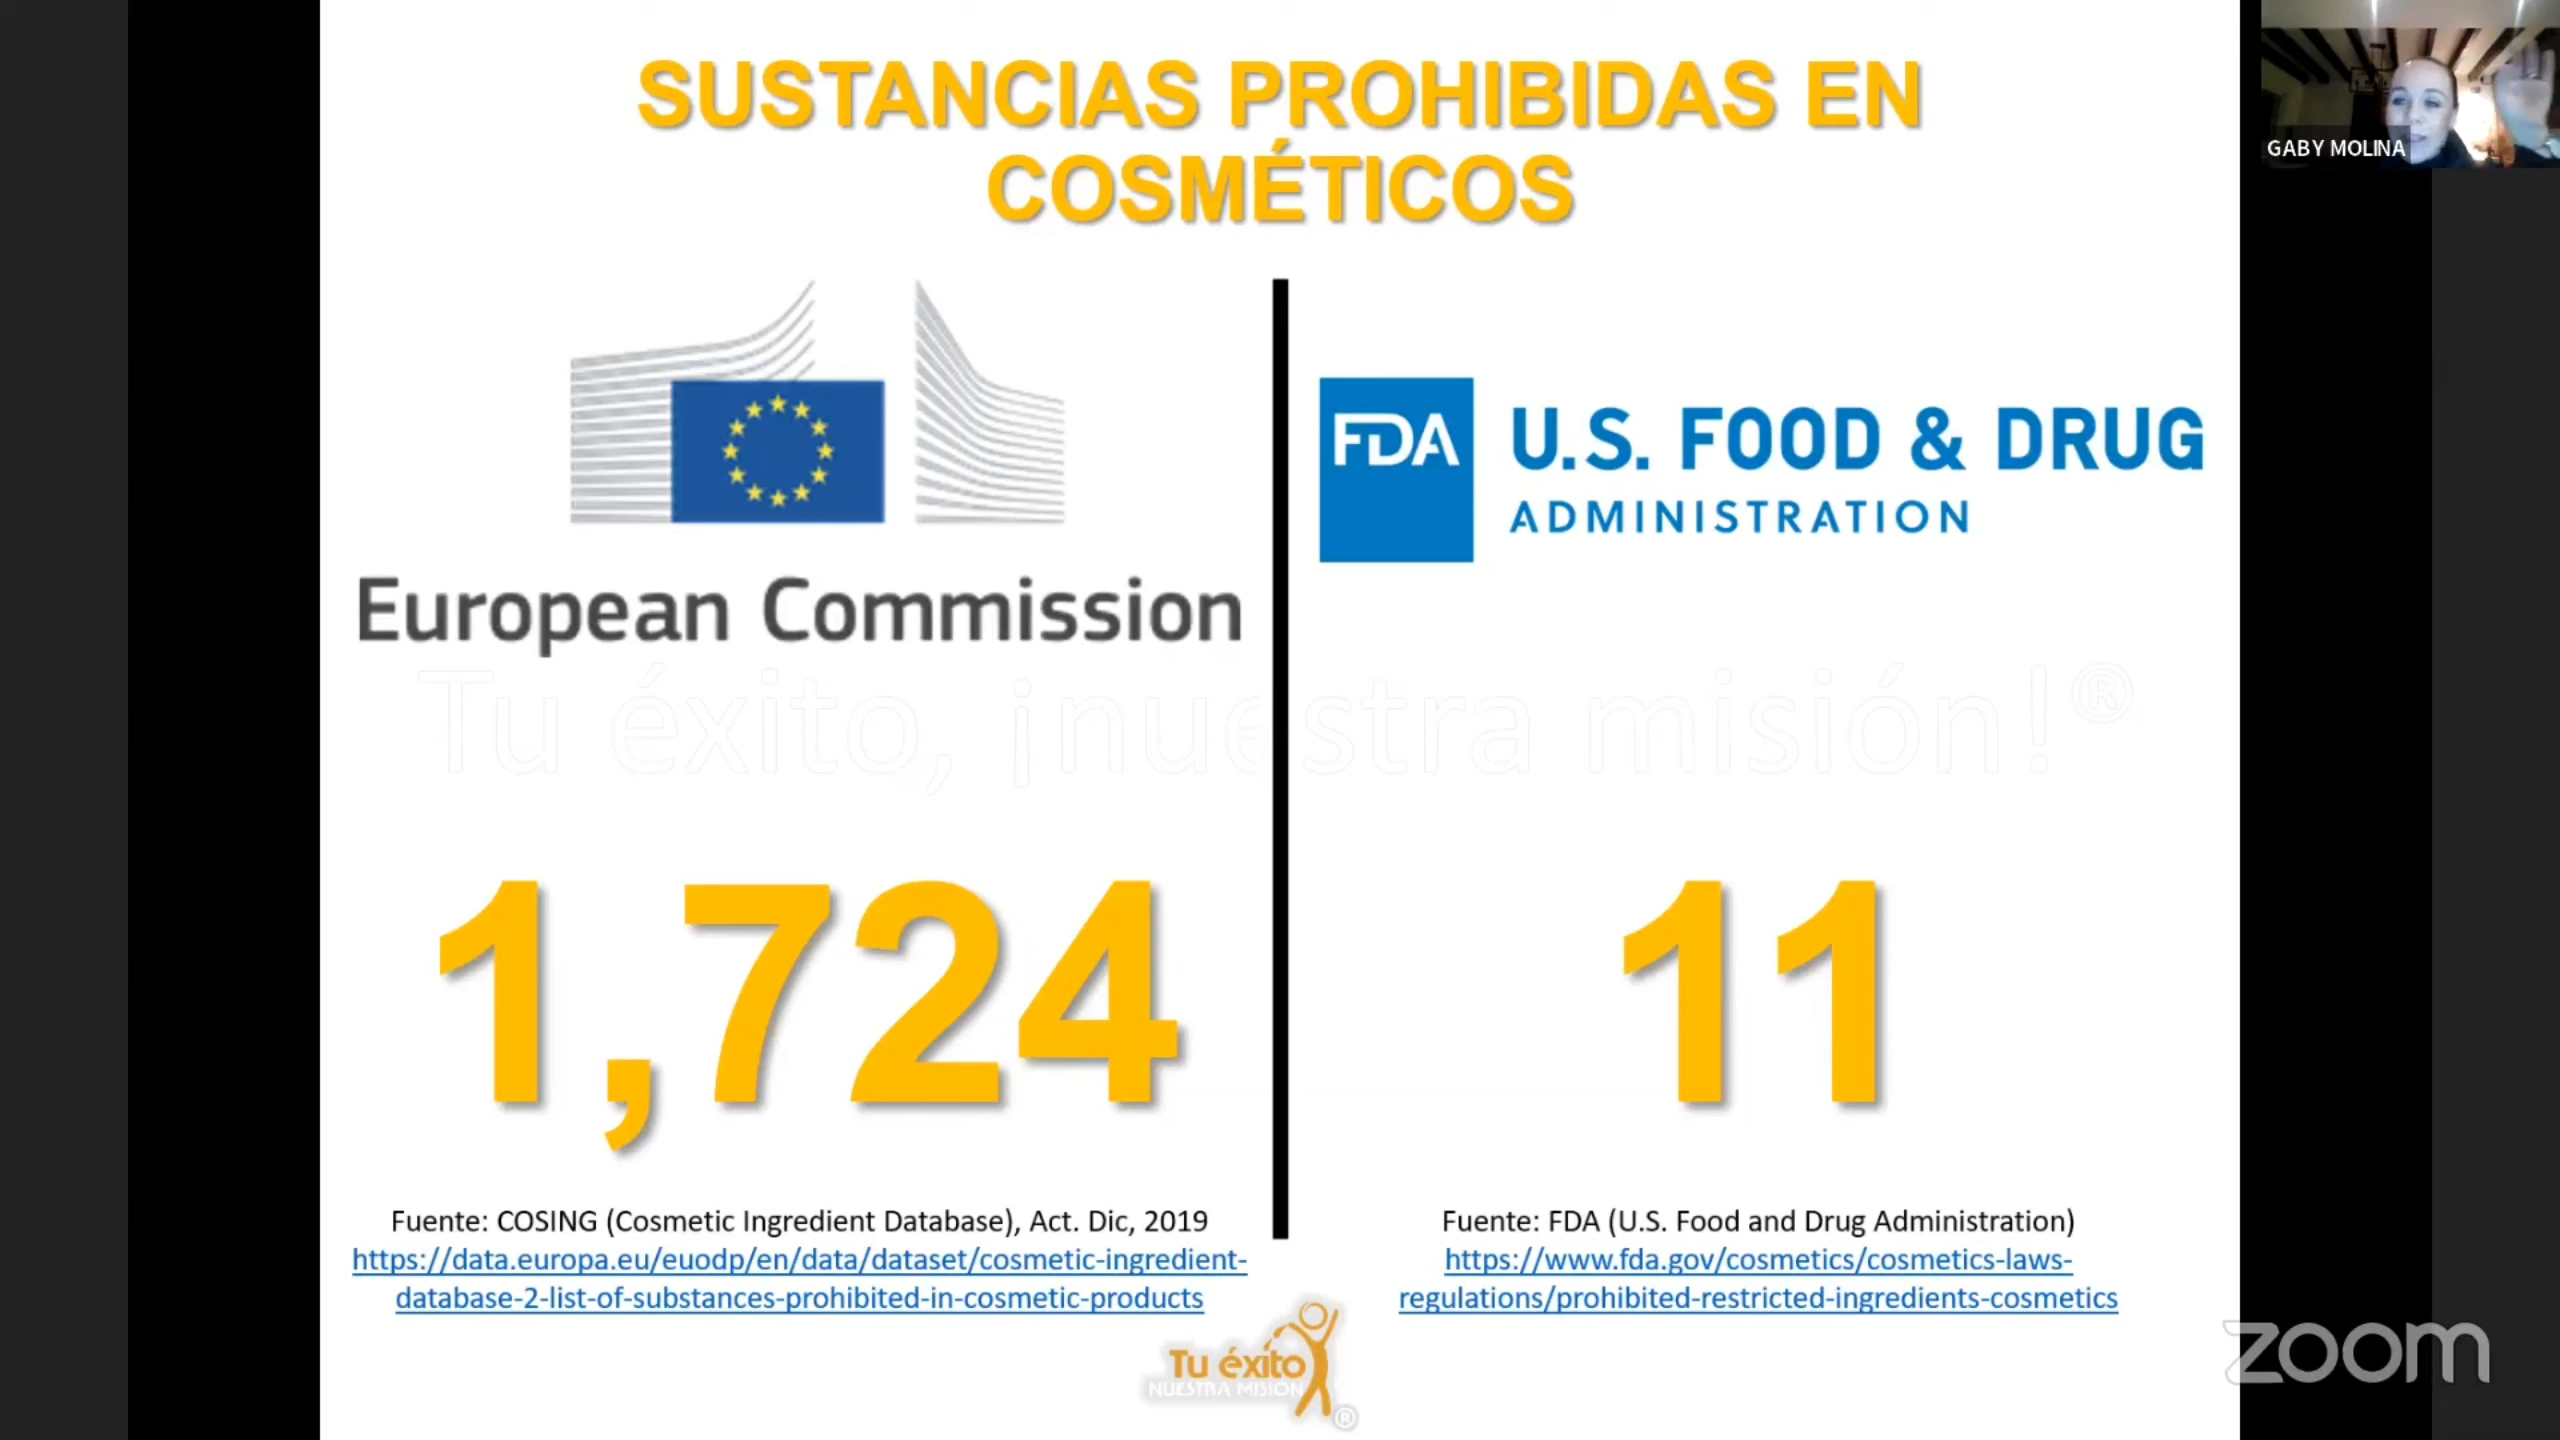 SUSTANCIAS PROHIBIDAS EN
COSMÉTICOS
GABY MOLINA
European Commission
FDA
U.S. FOOD & DRUG
ADMINISTRATION
Tu éxito, ¡nuestra misión!®
1,724
11
Fuente: COSING (Cosmetic Ingredient Database), Act. Dic, 2019
https://data.europa.eu/euodp/en/data/dataset/cosmetic-ingredient-
database-2-list-of-substances-prohibited-in-cosmetic-products
Fuente: FDA (U.S. Food and Drug Administration)
https://www.fda.gov/cosmetics/cosmetics-laws-
regulations/prohibited-restricted-ingredients-cosmetics
Tu éxito
NUESTRA MISIÓN
®
zoom